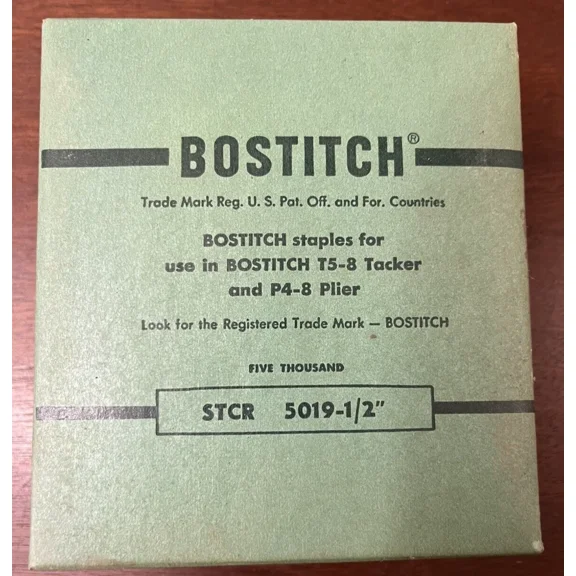 BOSTITCH®
Trade Mark Reg. U. S. Pat. Off. and For. Countries
BOSTITCH staples for
use in BOSTITCH T5-8 Tacker
and P4-8 Plier
Look for the Registered Trade Mark — BOSTITCH
FIVE THOUSAND
STCR 5019-1/2"